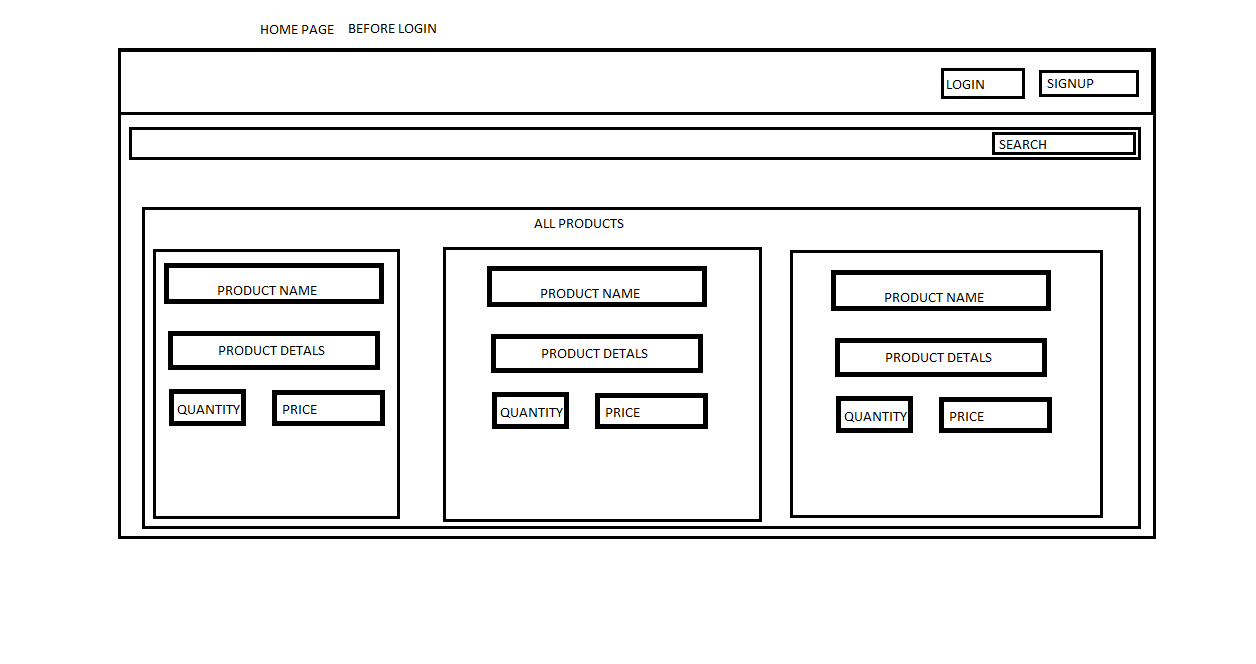 HOME PAGE BEFORE LOGIN
LOGIN SIGNUP
SEARCH
ALL PRODUCTS
PRODUCT NAME PRODUCT NAME PRODUCT NAME
PRODUCT DETALS PRODUCT DETALS PRODUCT DETALS
QUANTITY PRICE QUANTITY PRICE QUANTITY PRICE